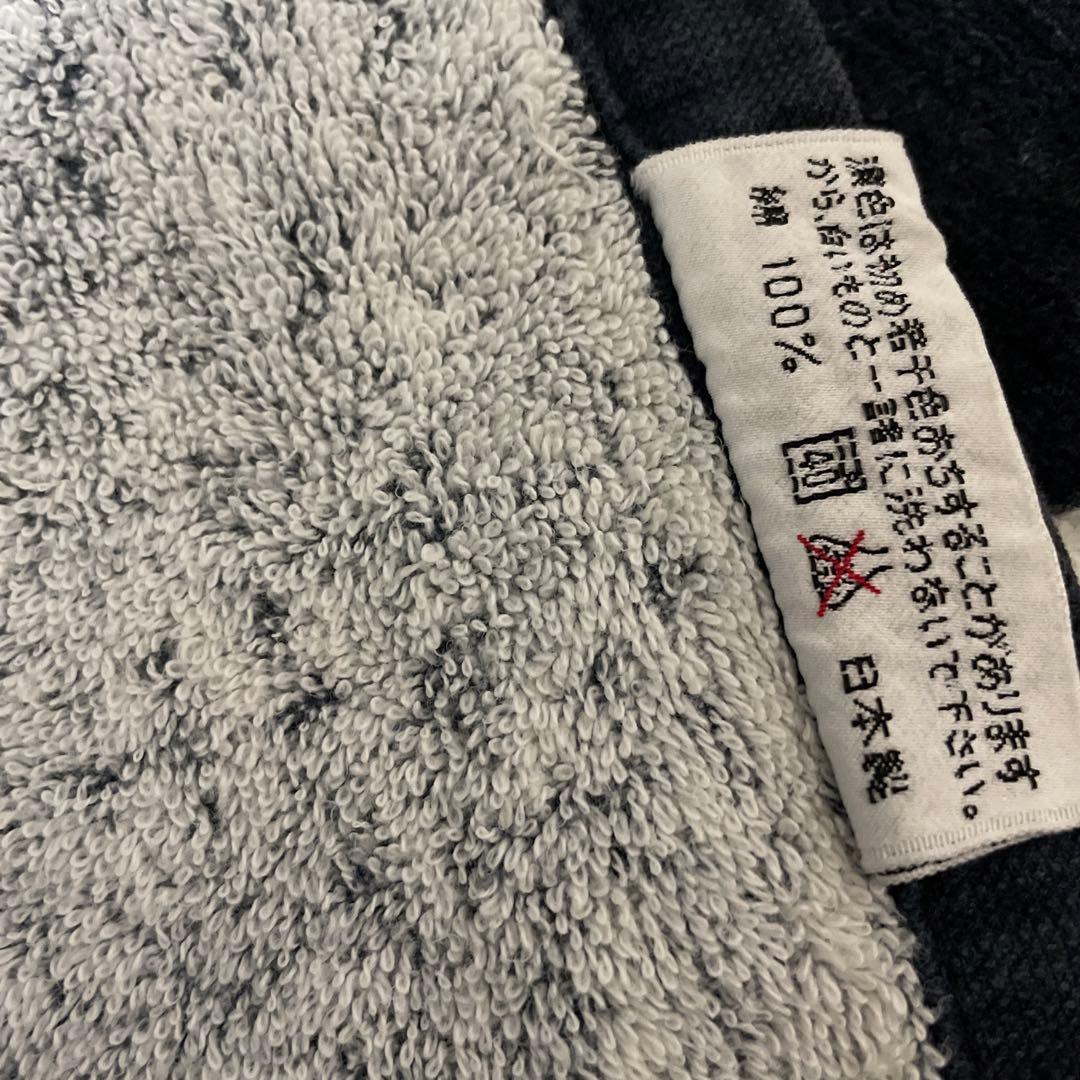 濃色は初め若干色おちすることがあります
から、白いものと一諸に洗わないで下さい。
綿 100%
40
日本製